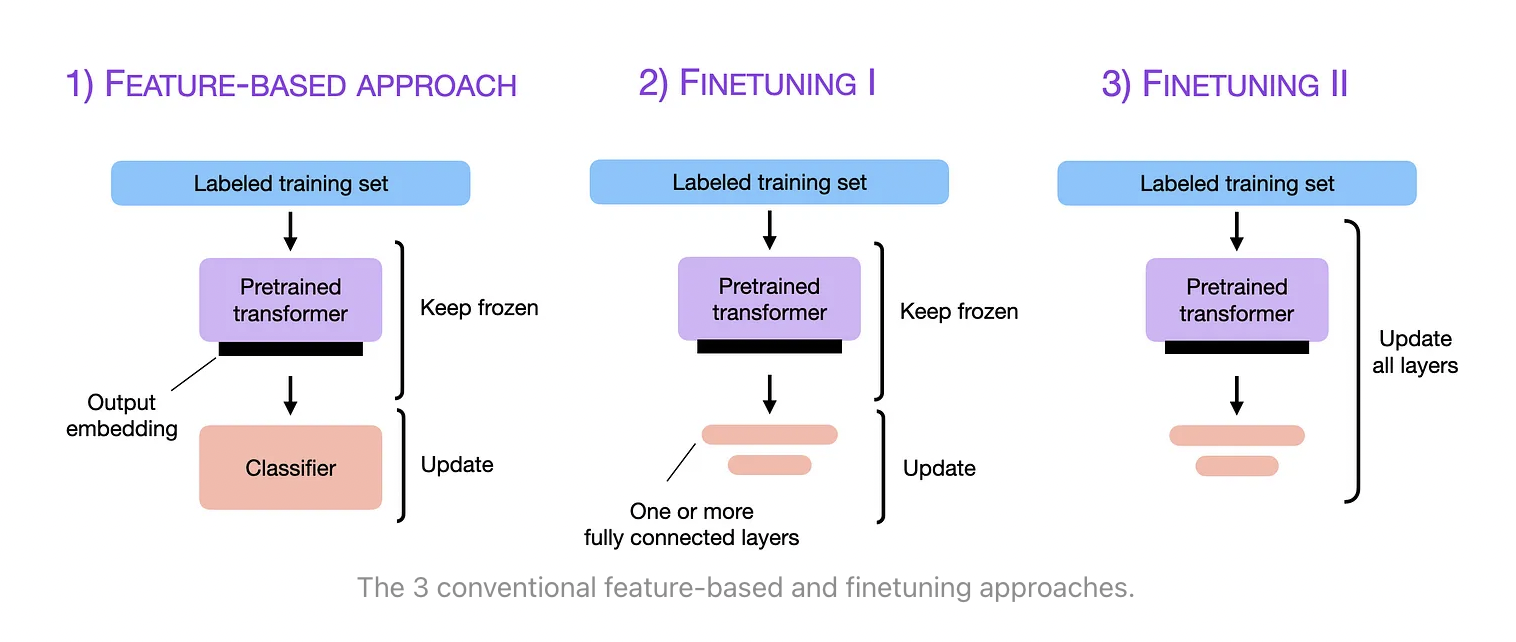 1) FEATURE-BASED APPROACH
Labeled training set
Pretrained
transformer
Keep frozen
Output
embedding
Classifier
Update
2) FINETUNING I
Labeled training set
Pretrained
transformer
Keep frozen
Update
One or more
fully connected layers
3) FINETUNING II
Labeled training set
Pretrained
transformer
Update
all layers
The 3 conventional feature-based and finetuning approaches.